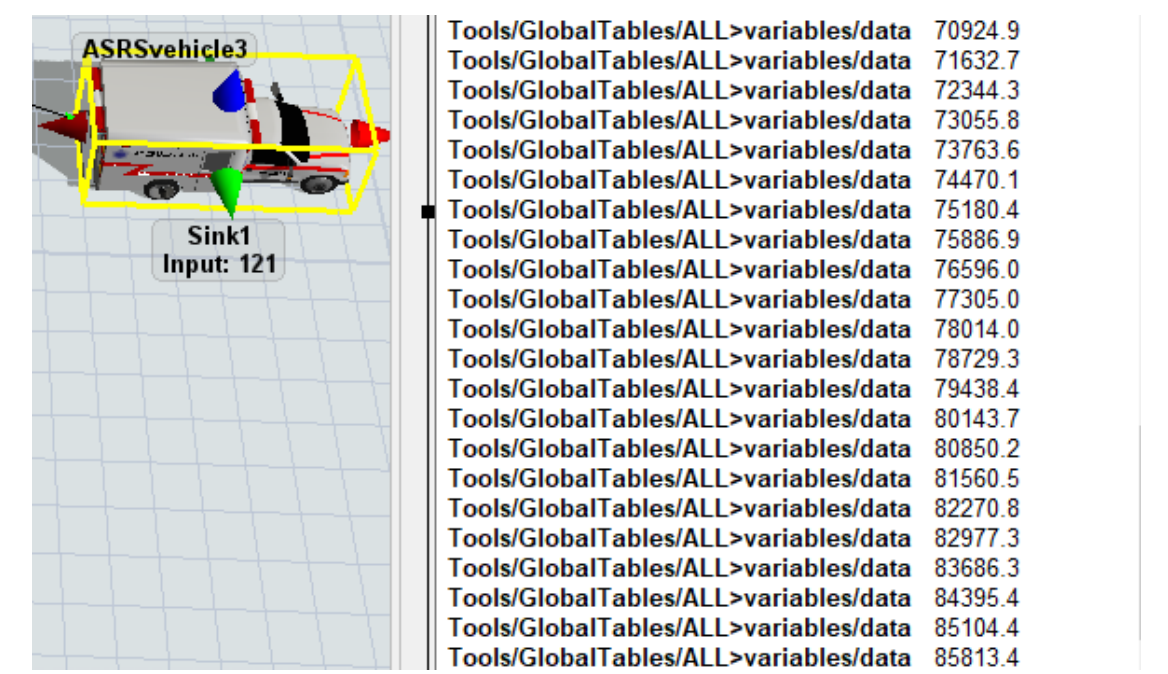 ASRSvehicle3
Sink1
Input: 121
Tools/GlobalTables/ALL>variables/data 70924.9
Tools/GlobalTables/ALL>variables/data 71632.7
Tools/GlobalTables/ALL>variables/data 72344.3
Tools/GlobalTables/ALL>variables/data 73055.8
Tools/GlobalTables/ALL>variables/data 73763.6
Tools/GlobalTables/ALL>variables/data 74470.1
Tools/GlobalTables/ALL>variables/data 75180.4
Tools/GlobalTables/ALL>variables/data 75886.9
Tools/GlobalTables/ALL>variables/data 76596.0
Tools/GlobalTables/ALL>variables/data 77305.0
Tools/GlobalTables/ALL>variables/data 78014.0
Tools/GlobalTables/ALL>variables/data 78729.3
Tools/GlobalTables/ALL>variables/data 79438.4
Tools/GlobalTables/ALL>variables/data 80143.7
Tools/GlobalTables/ALL>variables/data 80850.2
Tools/GlobalTables/ALL>variables/data 81560.5
Tools/GlobalTables/ALL>variables/data 82270.8
Tools/GlobalTables/ALL>variables/data 82977.3
Tools/GlobalTables/ALL>variables/data 83686.3
Tools/GlobalTables/ALL>variables/data 84395.4
Tools/GlobalTables/ALL>variables/data 85104.4
Tools/GlobalTables/ALL>variables/data 85813.4